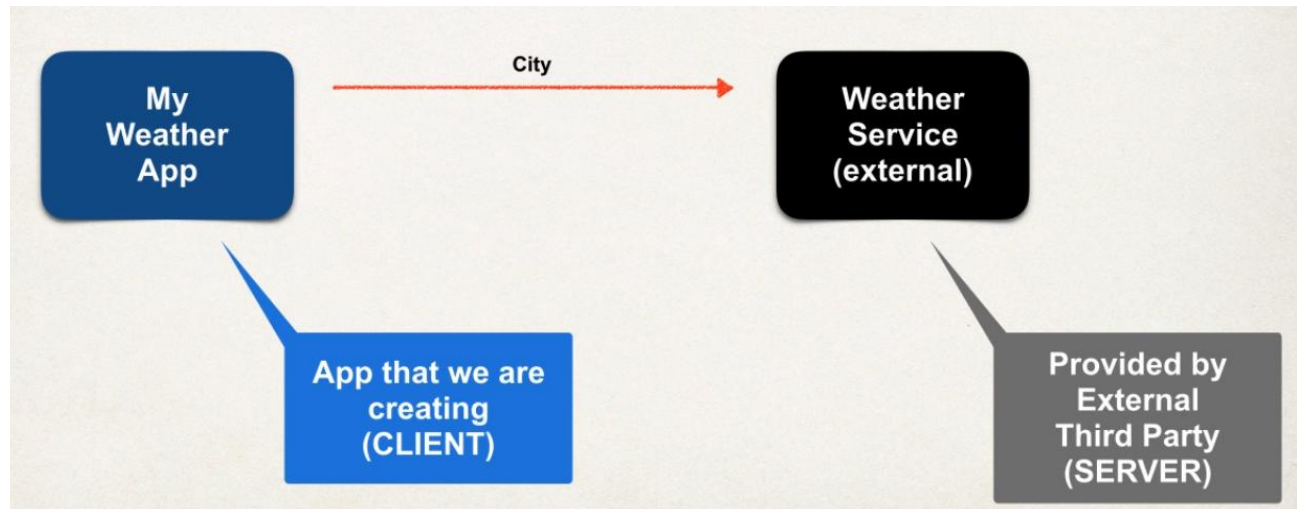 City
My
Weather
App
Weather
Service
(external)
App that we are
creating
(CLIENT)
Provided by
External
Third Party
(SERVER)